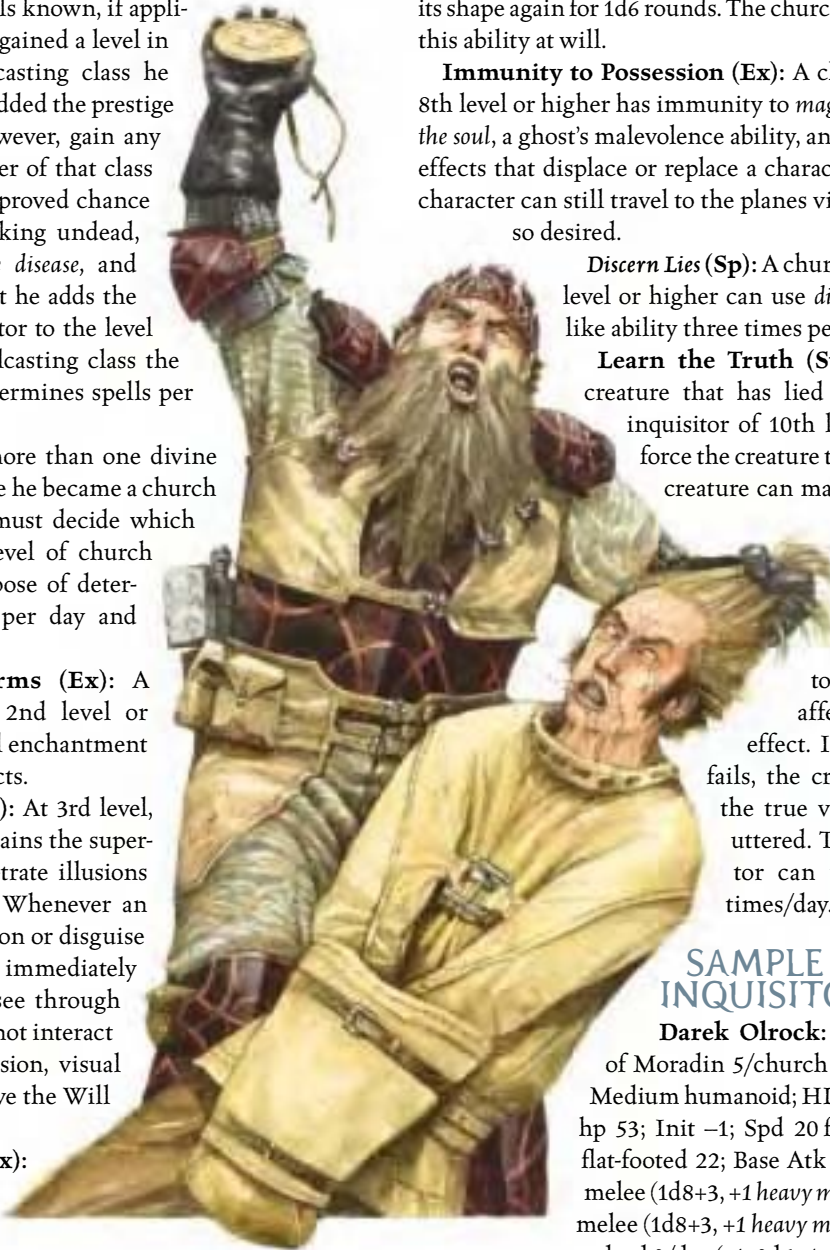 ls known, if appli-
gained a level in
casting class he
dded the prestige
wever, gain any
er of that class
proved chance
king undead,
disease, and
t he adds the
tor to the level
lcasting class the
ermines spells per
more than one divine
e he became a church
must decide which
evel of church
pose of deter-
per day and
rms (Ex): A
2nd level or
l enchantment
cts.
): At 3rd level,
ains the super-
trate illusions
Whenever an
on or disguise
immediately
see through
not interact
sion, visual
ve the Will
x):
its shape again for 1d6 rounds. The church
this ability at will.
Immunity to Possession (Ex): A ch
8th level or higher has immunity to mag
the soul, a ghost's malevolence ability, an
effects that displace or replace a charac
character can still travel to the planes vi
so desired.
Discern Lies (Sp): A chur
level or higher can use di
like ability three times pe
Learn the Truth (S
creature that has lied
inquisitor of 10th l
force the creature t
creature can ma
to
affe
effect. I
fails, the cr
the true v
uttered. T
tor can
times/day.
SAMPLE
INQUISITO
Darek Olrock:
of Moradin 5/church
Medium humanoid; HD
hp 53; Init –1; Spd 20 f
flat-footed 22; Base Atk
melee (1d8+3, +1 heavy m
melee (1d8+3, +1 heavy m